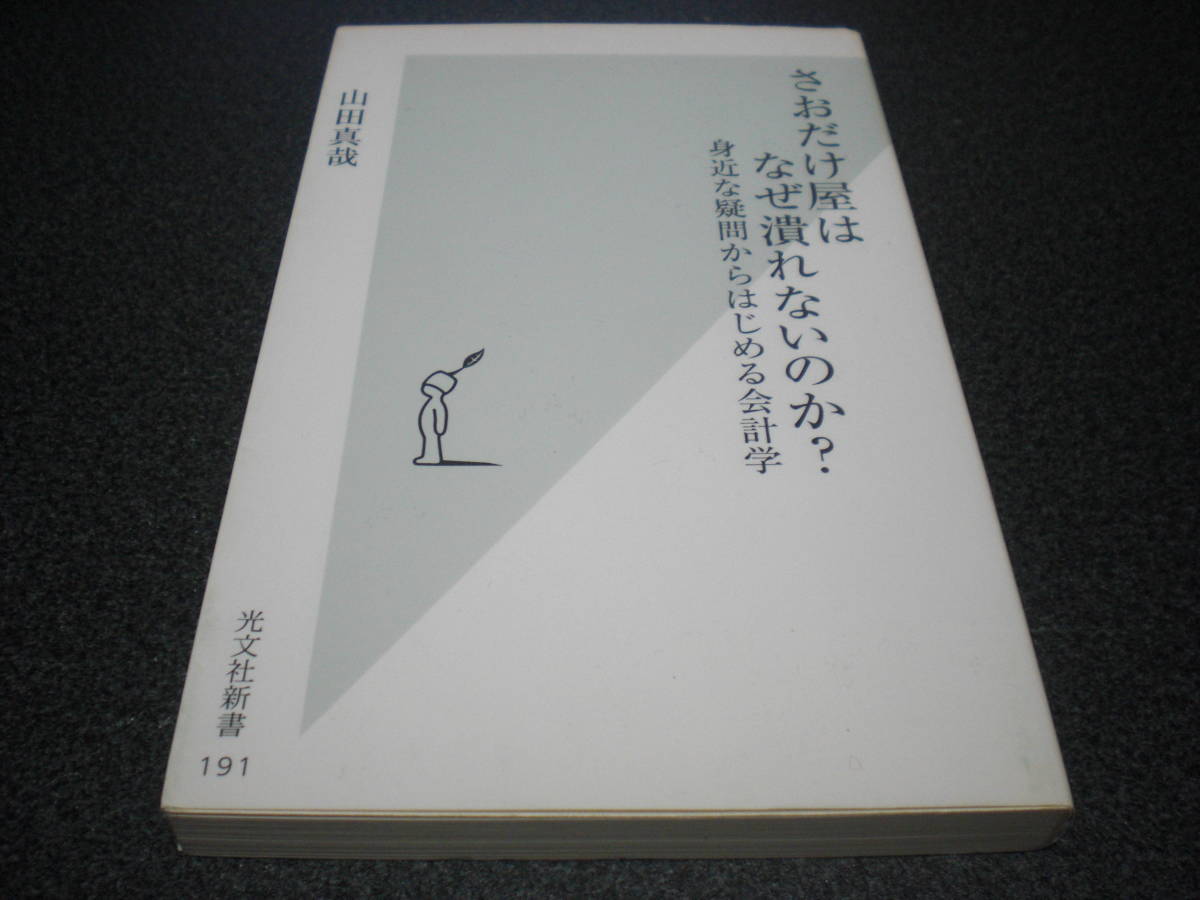 さおだけ屋は
なぜ潰れないのか?
身近な疑問からはじめる会計学
山田真哉
光文社新書
191